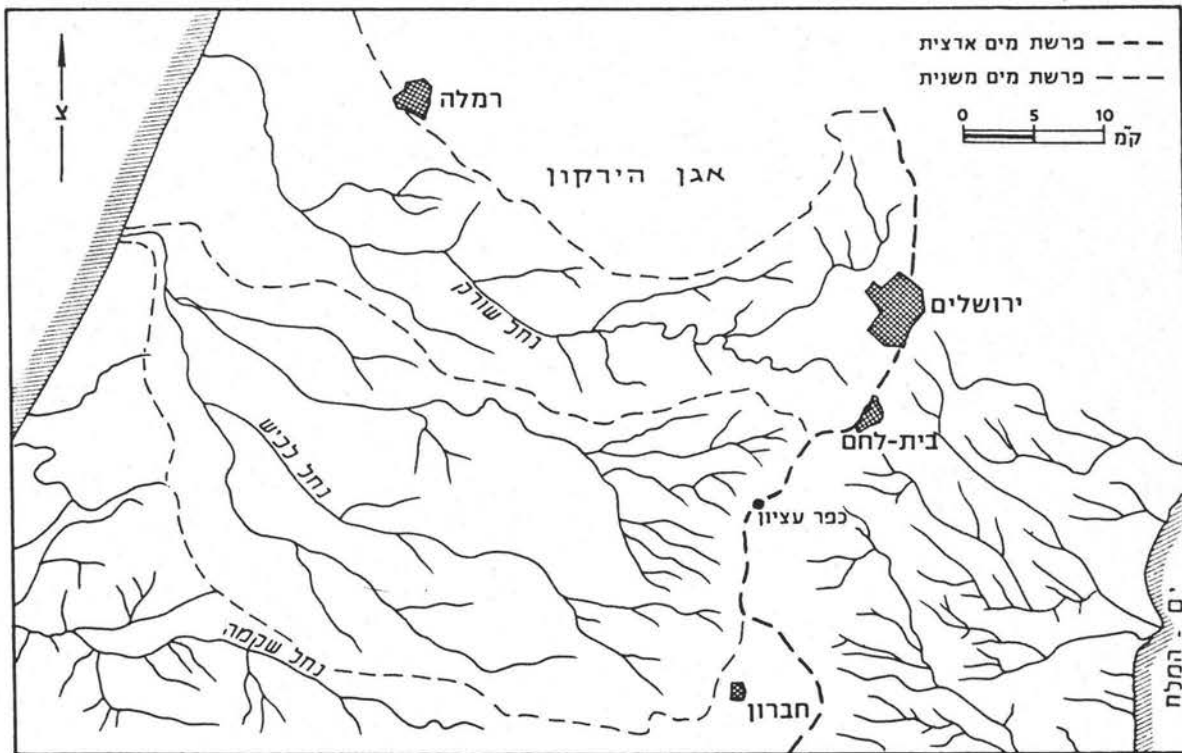 פרשת מים ארצית
פרשת מים משנית
0 5 10
ק"מ
א
רמלה
אגן הירקון
נחל שורק
ירושלים
בית-לחם
נחל לכיש
כפר עציון
נחל שקמה
חברון
ים - המלח